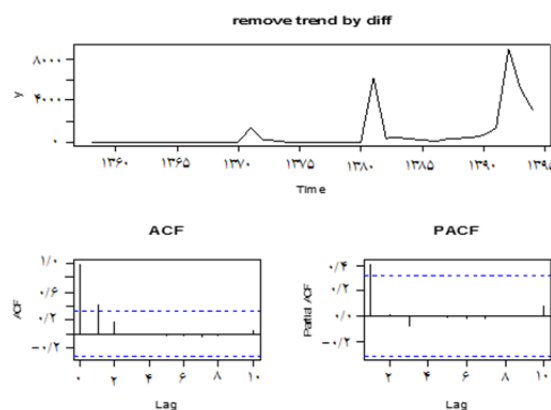 remove trend by diff
y
۸۰۰۰
۴۰۰۰
۰
۱۳۶۰ ۱۳۶۵ ۱۳۷۰ ۱۳۷۵ ۱۳۸۰ ۱۳۸۵ ۱۳۹۰ ۱۳۹۵
Time
ACF
ACF
۱/۰
۰/۶
۰/۲
−۰/۲
۰ ۲ ۴ ۶ ۸ ۱۰
Lag
PACF
Partial ACF
۰/۴
۰/۲
۰/۰
−۰/۲
۲ ۴ ۶ ۸ ۱۰
Lag